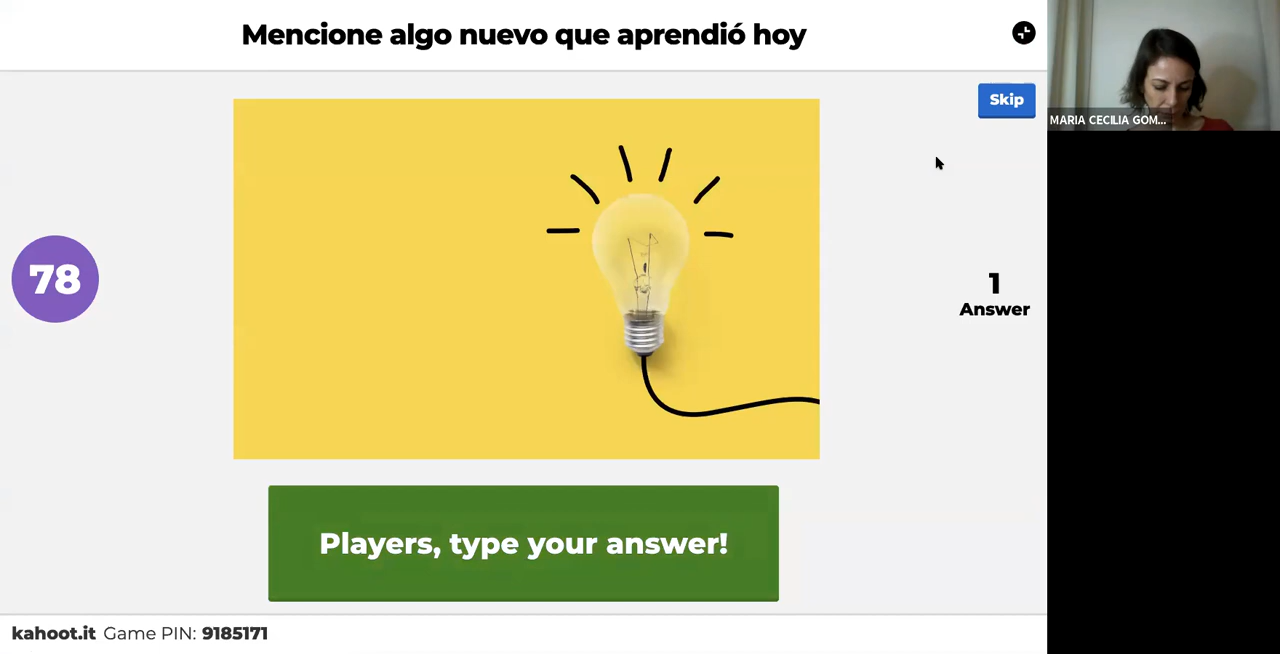 Mencione algo nuevo que aprendió hoy
Skip
MARIA CECILIA GOM...
78
1
Answer
Players, type your answer!
kahoot.it Game PIN: 9185171